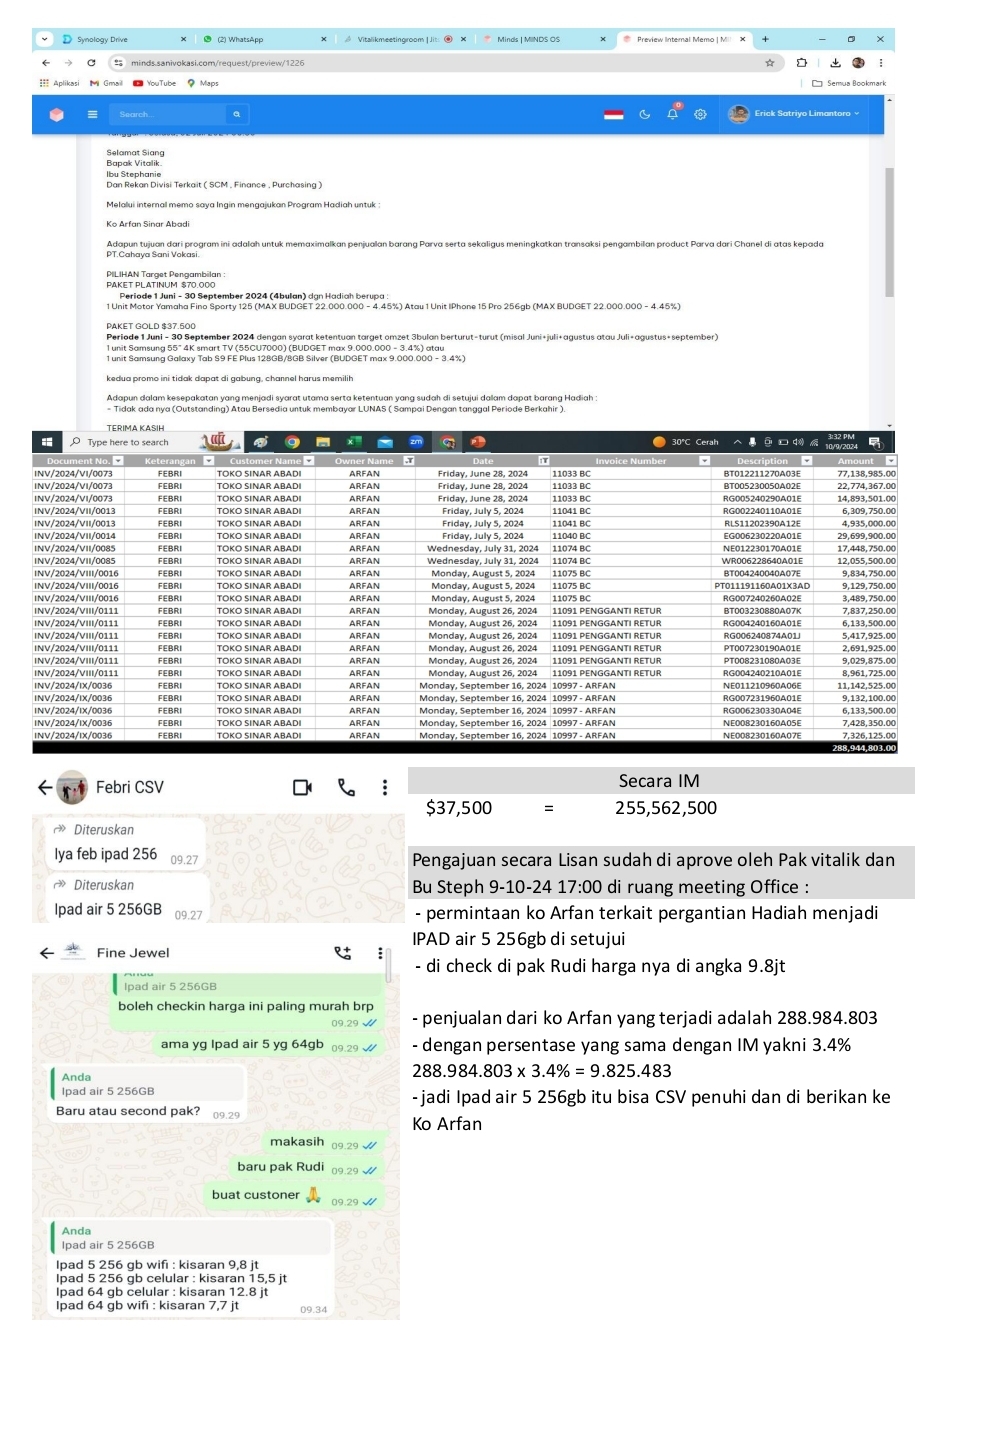 Synology Drive
(2) WhatsApp
Vitalikmeetingroom | Jit
Minds | MINDS OS
Preview Internal Memo | M
minds.sanivokasi.com/request/preview/1226
Aplikasi Gmail YouTube Maps Semua Bookmark
Search...
Erick Satriyo Limantoro
Selamat Siang
Bapak Vitalik.
Ibu Stephanie
Dan Rekan Divisi Terkait ( SCM , Finance , Purchasing )
Melalui internal memo saya Ingin mengajukan Program Hadiah untuk :
Ko Arfan Sinar Abadi
Adapun tujuan dari program ini adalah untuk memaksimalkan penjualan barang Parva serta sekaligus meningkatkan transaksi pengambilan product Parva dari Chanel di atas kepada
PT.Cahaya Sani Vokasi.
PILIHAN Target Pengambilan :
PAKET PLATINUM $70.000
Periode 1 Juni - 30 September 2024 (4bulan) dgn Hadiah berupa :
1 Unit Motor Yamaha Fino Sporty 125 (MAX BUDGET 22.000.000 - 4.45%) Atau 1 Unit IPhone 15 Pro 256gb (MAX BUDGET 22.000.000 - 4.45%)
PAKET GOLD $37.500
Periode 1 Juni - 30 September 2024 dengan syarat ketentuan target omzet 3bulan berturut-turut (misal Juni+juli+agustus atau Juli+agustus+september)
1 unit Samsung 55" 4K smart TV (55CU7000) (BUDGET max 9.000.000 - 3.4%) atau
1 unit Samsung Galaxy Tab S9 FE Plus 128GB/8GB Silver (BUDGET max 9.000.000 - 3.4%)
kedua promo ini tidak dapat di gabung, channel harus memilih
Adapun dalam kesepakatan yang menjadi syarat utama serta ketentuan yang sudah di setujui dalam dapat barang Hadiah :
- Tidak ada nya (Outstanding) Atau Bersedia untuk membayar LUNAS ( Sampai Dengan tanggal Periode Berkahir ).
TERIMA KASIH
Type here to search 30°C Cerah 3:32 PM
10/9/2024
Document No. Keterangan Customer Name Owner Name Date Invoice Number Description Amount
INV/2024/VI/0073 FEBRI TOKO SINAR ABADI ARFAN Friday, June 28, 2024 11033 BC BT012211270A03E 77,138,985.00
INV/2024/VI/0073 FEBRI TOKO SINAR ABADI ARFAN Friday, June 28, 2024 11033 BC BT005230050A02E 22,774,367.00
INV/2024/VI/0073 FEBRI TOKO SINAR ABADI ARFAN Friday, June 28, 2024 11033 BC RG005240290A01E 14,893,501.00
INV/2024/VII/0013 FEBRI TOKO SINAR ABADI ARFAN Friday, July 5, 2024 11041 BC RG002240110A01E 6,309,750.00
INV/2024/VII/0013 FEBRI TOKO SINAR ABADI ARFAN Friday, July 5, 2024 11041 BC RLS11202390A12E 4,935,000.00
INV/2024/VII/0014 FEBRI TOKO SINAR ABADI ARFAN Friday, July 5, 2024 11040 BC EG006230220A01E 29,699,900.00
INV/2024/VII/0085 FEBRI TOKO SINAR ABADI ARFAN Wednesday, July 31, 2024 11074 BC NE012230170A01E 17,448,750.00
INV/2024/VII/0085 FEBRI TOKO SINAR ABADI ARFAN Wednesday, July 31, 2024 11074 BC WR006228640A01E 12,055,500.00
INV/2024/VIII/0016 FEBRI TOKO SINAR ABADI ARFAN Monday, August 5, 2024 11075 BC BT004240040A07E 9,834,750.00
INV/2024/VIII/0016 FEBRI TOKO SINAR ABADI ARFAN Monday, August 5, 2024 11075 BC PT011191160A01X3AD 9,129,750.00
INV/2024/VIII/0016 FEBRI TOKO SINAR ABADI ARFAN Monday, August 5, 2024 11075 BC RG007240260A02E 3,489,750.00
INV/2024/VIII/0111 FEBRI TOKO SINAR ABADI ARFAN Monday, August 26, 2024 11091 PENGGANTI RETUR BT003230880A07K 7,837,250.00
INV/2024/VIII/0111 FEBRI TOKO SINAR ABADI ARFAN Monday, August 26, 2024 11091 PENGGANTI RETUR RG004240160A01E 6,133,500.00
INV/2024/VIII/0111 FEBRI TOKO SINAR ABADI ARFAN Monday, August 26, 2024 11091 PENGGANTI RETUR RG006240874A01J 5,417,925.00
INV/2024/VIII/0111 FEBRI TOKO SINAR ABADI ARFAN Monday, August 26, 2024 11091 PENGGANTI RETUR PT007230190A01E 2,691,925.00
INV/2024/VIII/0111 FEBRI TOKO SINAR ABADI ARFAN Monday, August 26, 2024 11091 PENGGANTI RETUR PT008231080A03E 9,029,875.00
INV/2024/VIII/0111 FEBRI TOKO SINAR ABADI ARFAN Monday, August 26, 2024 11091 PENGGANTI RETUR RG004240210A01E 8,961,725.00
INV/2024/IX/0036 FEBRI TOKO SINAR ABADI ARFAN Monday, September 16, 2024 10997 - ARFAN NE011210960A06E 11,142,525.00
INV/2024/IX/0036 FEBRI TOKO SINAR ABADI ARFAN Monday, September 16, 2024 10997 - ARFAN RG007231960A01E 9,132,100.00
INV/2024/IX/0036 FEBRI TOKO SINAR ABADI ARFAN Monday, September 16, 2024 10997 - ARFAN RG006230330A04E 6,133,500.00
INV/2024/IX/0036 FEBRI TOKO SINAR ABADI ARFAN Monday, September 16, 2024 10997 - ARFAN NE008230160A05E 7,428,350.00
INV/2024/IX/0036 FEBRI TOKO SINAR ABADI ARFAN Monday, September 16, 2024 10997 - ARFAN NE008230160A07E 7,326,125.00
288,944,803.00
Febri CSV
Diteruskan
Iya feb ipad 256 09.27
Diteruskan
Ipad air 5 256GB 09.27
Fine Jewel
Anda
Ipad air 5 256GB
boleh checkin harga ini paling murah brp
09.29
ama yg Ipad air 5 yg 64gb 09.29
Anda
Ipad air 5 256GB
Baru atau second pak? 09.29
makasih 09.29
baru pak Rudi 09.29
buat custoner 🙏 09.29
Anda
Ipad air 5 256GB
Ipad 5 256 gb wifi : kisaran 9,8 jt
Ipad 5 256 gb celular : kisaran 15,5 jt
Ipad 64 gb celular : kisaran 12.8 jt
Ipad 64 gb wifi : kisaran 7,7 jt
09.34
Secara IM
$37,500 = 255,562,500
Pengajuan secara Lisan sudah di aprove oleh Pak vitalik dan
Bu Steph 9-10-24 17:00 di ruang meeting Office :
- permintaan ko Arfan terkait pergantian Hadiah menjadi
IPAD air 5 256gb di setujui
- di check di pak Rudi harga nya di angka 9.8jt
- penjualan dari ko Arfan yang terjadi adalah 288.984.803
- dengan persentase yang sama dengan IM yakni 3.4%
288.984.803 x 3.4% = 9.825.483
- jadi Ipad air 5 256gb itu bisa CSV penuhi dan di berikan ke
Ko Arfan